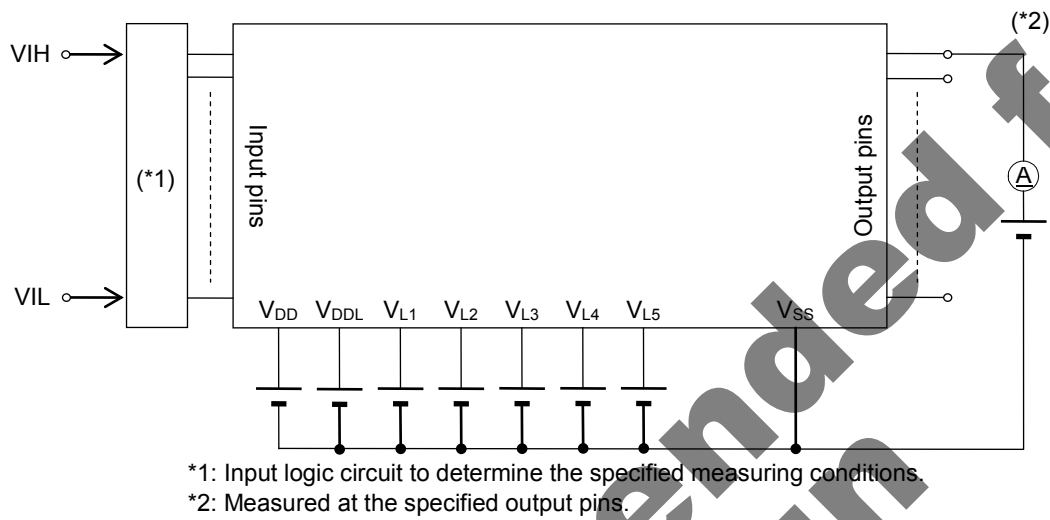 (*2)
VIH
(*1)
Input pins
Output pins
A
VIL
VDD VDDL VL1 VL2 VL3 VL4 VL5 VSS
*1: Input logic circuit to determine the specified measuring conditions.
*2: Measured at the specified output pins.
ended f